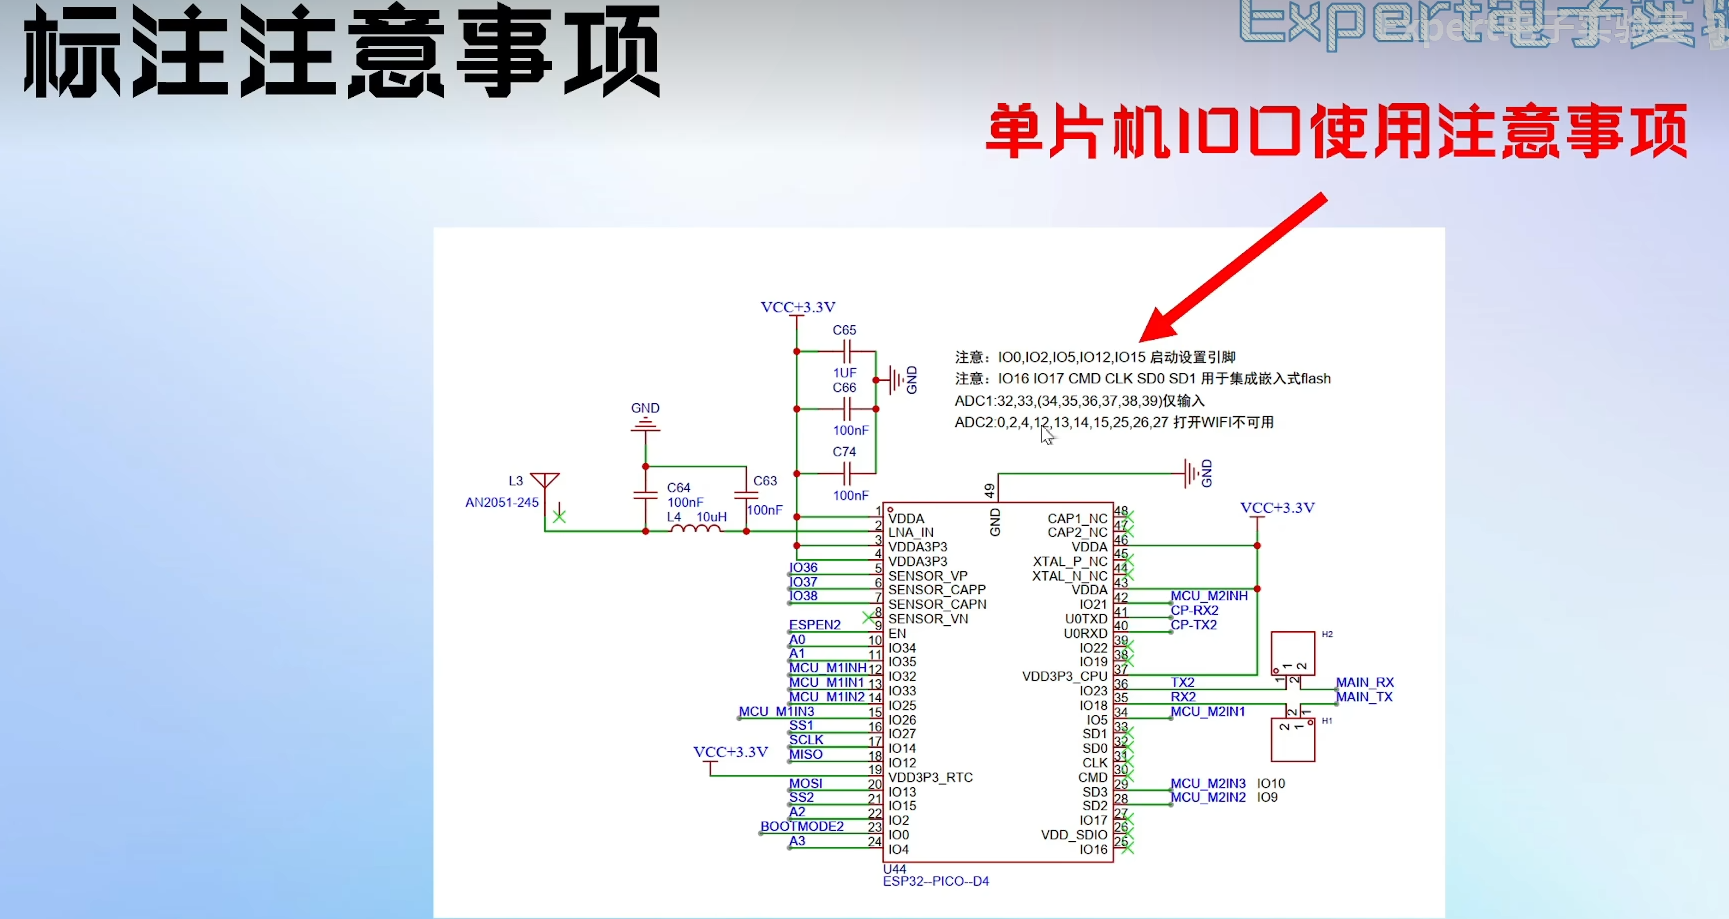 标注注意事项
Expert电子实验室
单片机IO口使用注意事项
注意：IO0,IO2,IO5,IO12,IO15 启动设置引脚
注意：IO16 IO17 CMD CLK SD0 SD1 用于集成嵌入式flash
ADC1:32,33,(34,35,36,37,38,39)仅输入
ADC2:0,2,4,12,13,14,15,25,26,27 打开WIFI不可用
VCC+3.3V
C65
1UF
C66
100nF
C74
100nF
GND
GND
L3
AN2051-245
C64
100nF
L4 10uH
C63
100nF
49
GND
GND
VCC+3.3V
1 VDDA
2 LNA_IN
3 VDDA3P3
4 VDDA3P3
IO36 5 SENSOR_VP
IO37 6 SENSOR_CAPP
IO38 7 SENSOR_CAPN
8 SENSOR_VN
ESPEN2 9 EN
A0 10 IO34
A1 11 IO35
MCU_M1INH 12 IO32
MCU_M1IN1 13 IO33
MCU_M1IN2 14 IO25
MCU_M1IN3 15 IO26
SS1 16 IO27
SCLK 17 IO14
MISO 18 IO12
VCC+3.3V
19 VDD3P3_RTC
MOSI 20 IO13
SS2 21 IO15
A2 22 IO2
BOOTMODE2 23 IO0
A3 24 IO4
CAP1_NC 48
CAP2_NC 47
VDDA 46
XTAL_P_NC 45
XTAL_N_NC 44
VDDA 43
IO21 42 MCU_M2INH
U0TXD 41 CP-RX2
U0RXD 40 CP-TX2
IO22 39
IO19 38
VDD3P3_CPU 37
IO23 36 TX2
IO18 35 RX2
IO5 34 MCU_M2IN1
SD1 33
SD0 32
CLK 31
CMD 30
SD3 29 MCU_M2IN3 IO10
SD2 28 MCU_M2IN2 IO9
IO17 27
VDD_SDIO 26
IO16 25
H2
1 2
1 2
MAIN_RX
MAIN_TX
2 1
2 1
H1
U44
ESP32--PICO--D4